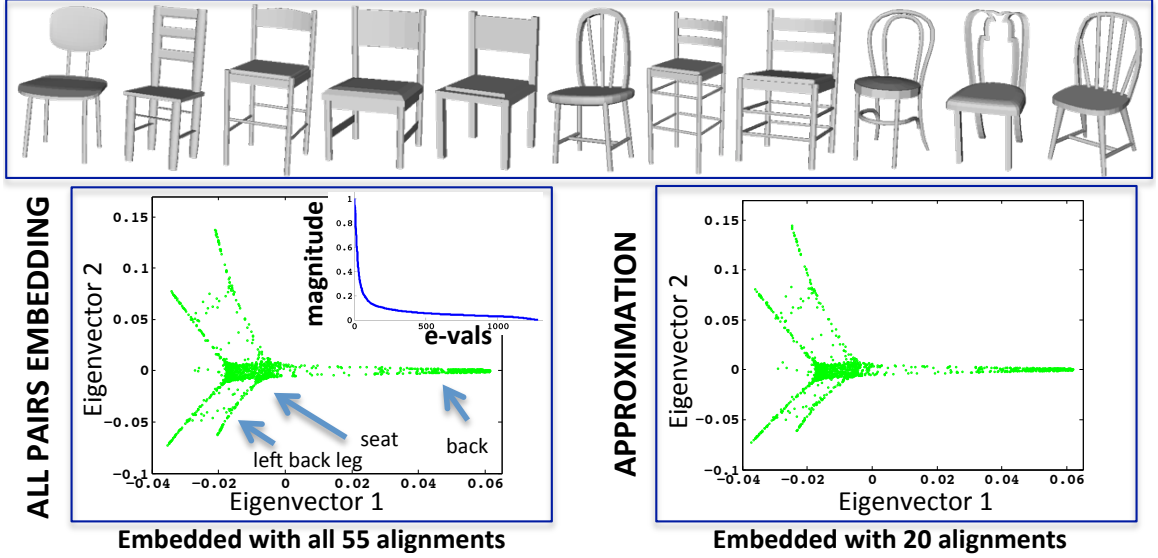 ALL PAIRS EMBEDDING
Eigenvector 2
0.15
0.1
0.05
0
−0.05
−0.1
−0.04
−0.02
0
0.02
0.04
0.06
Eigenvector 1
magnitude
1
0.8
0.6
0.4
0.2
0
0
500
1000
e-vals
seat
left back leg
back
Embedded with all 55 alignments
APPROXIMATION
Eigenvector 2
0.15
0.1
0.05
0
−0.05
−0.1
−0.04
−0.02
0
0.02
0.04
0.06
Eigenvector 1
Embedded with 20 alignments